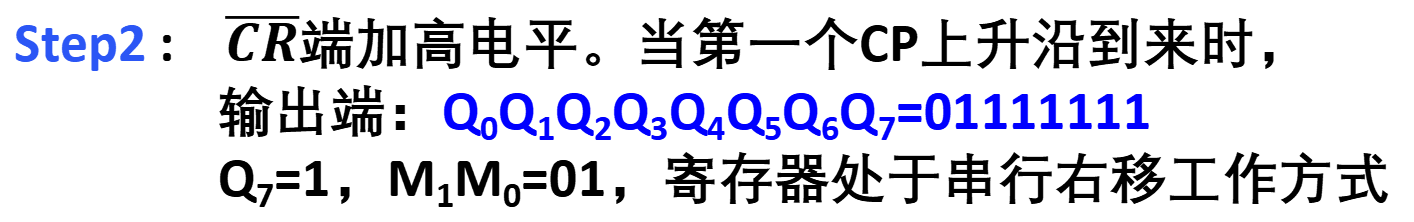 Step2： $\overline{CR}$端加高电平。当第一个CP上升沿到来时，
输出端：Q₀Q₁Q₂Q₃Q₄Q₅Q₆Q₇=01111111
Q₇=1，M₁M₀=01，寄存器处于串行右移工作方式